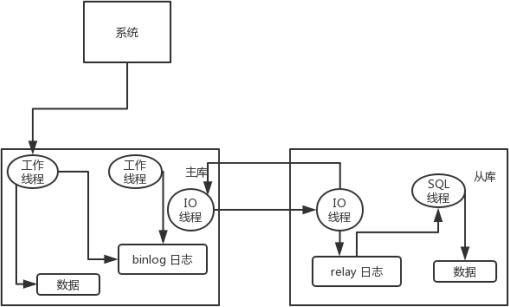 系统
工作
线程
工作
线程
主库
IO
线程
binlog 日志
数据
IO
线程
relay 日志
SQL
线程
从库
数据